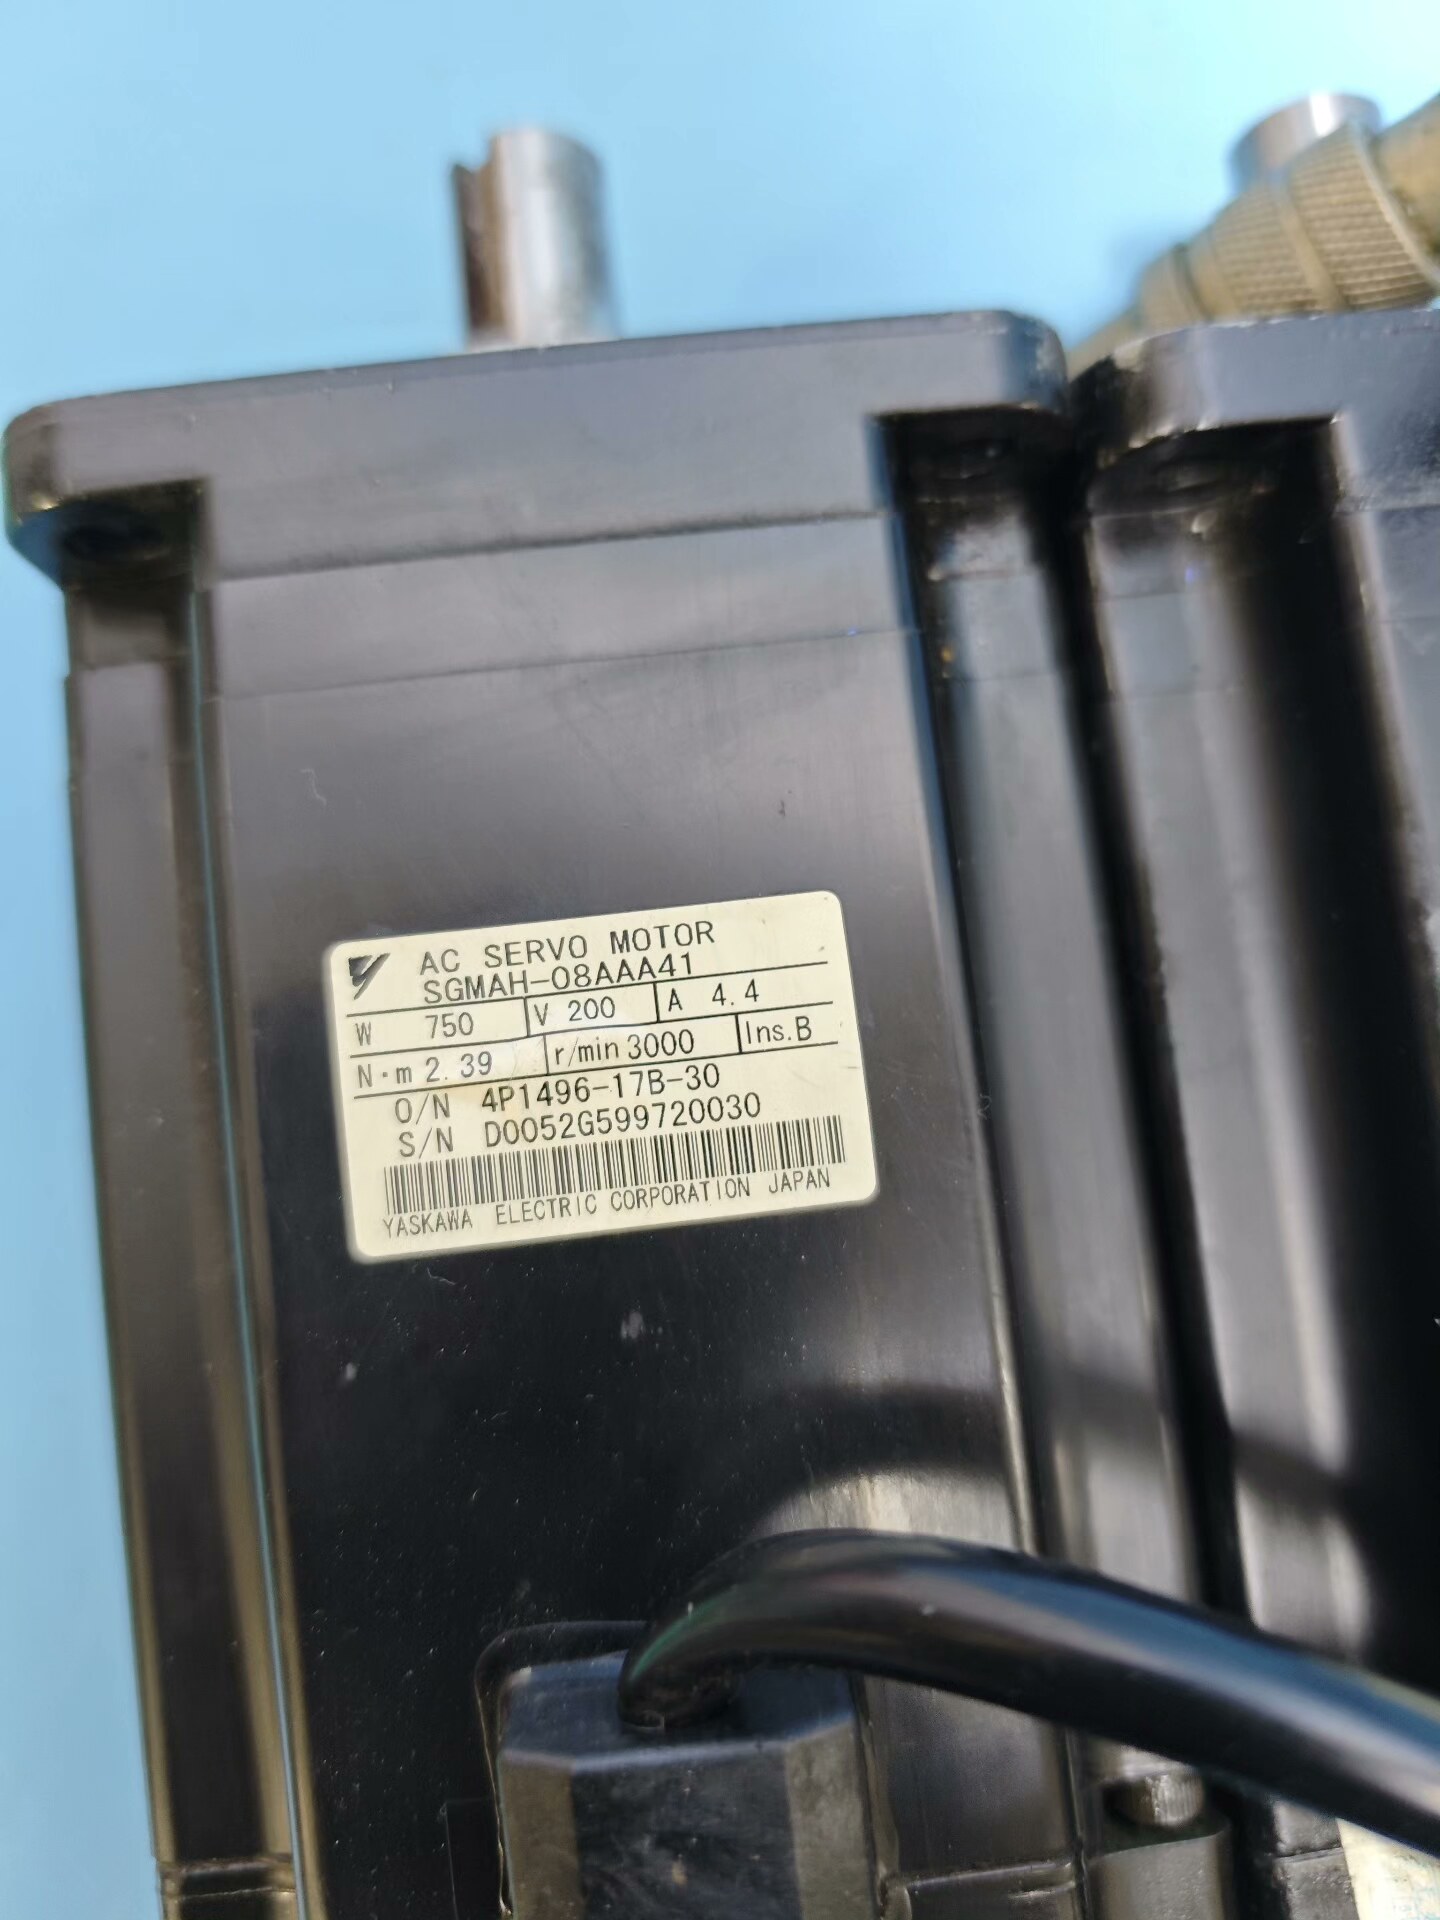 AC SERVO MOTOR
SGMAH-08AAA41
W 750 V 200 A 4.4
N·m 2.39 r/min 3000 Ins.B
O/N 4P1496-17B-30
S/N D0052G599720030
YASKAWA ELECTRIC CORPORATION JAPAN